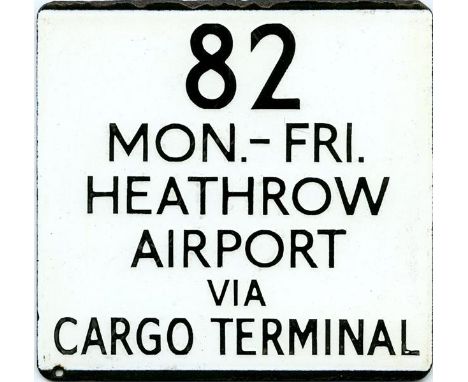 82
MON.-FRI.
HEATHROW
AIRPORT
VIA
CARGO TERMINAL